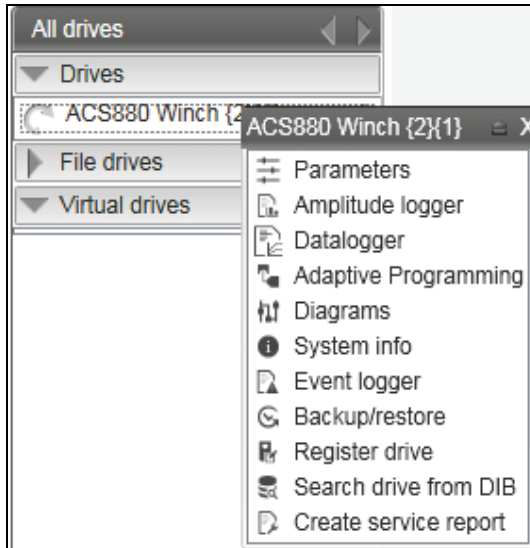 All drives
Drives
ACS880 Winch {2}
File drives
Virtual drives
ACS880 Winch {2}{1}
X
Parameters
Amplitude logger
Datalogger
Adaptive Programming
Diagrams
System info
Event logger
Backup/restore
Register drive
Search drive from DIB
Create service report